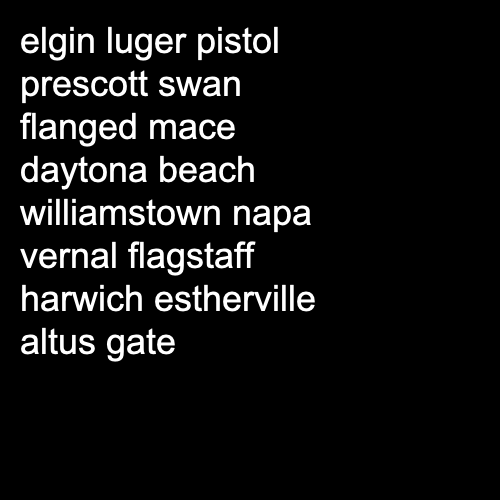 elgin luger pistol
prescott swan
flanged mace
daytona beach
williamstown napa
vernal flagstaff
harwich estherville
altus gate